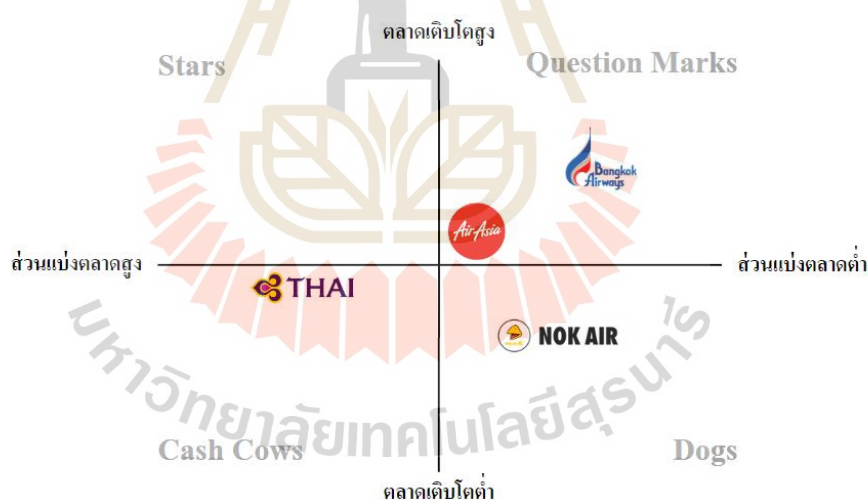 ตลาดเติบโตสูง
Stars
Question Marks
Bangkok
Airways
AirAsia
ส่วนแบ่งตลาดสูง
ส่วนแบ่งตลาดต่ำ
THAI
NOK AIR
มหาวิทยาลัยเทคโนโลยีสุรนารี
Cash Cows
Dogs
ตลาดเติบโตต่ำ